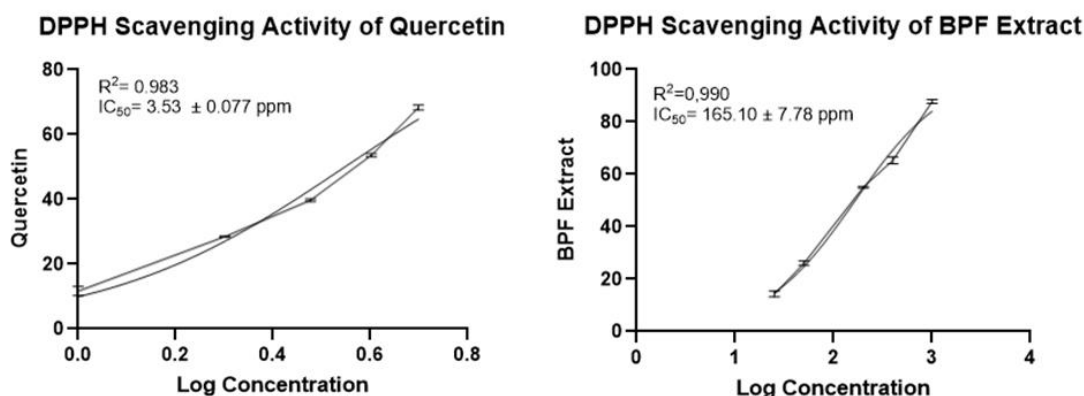 DPPH Scavenging Activity of Quercetin
R²= 0.983
IC₅₀= 3.53 ± 0.077 ppm
80
60
40
20
0
Quercetin
0.0 0.2 0.4 0.6 0.8
Log Concentration
DPPH Scavenging Activity of BPF Extract
R²=0,990
IC₅₀= 165.10 ± 7.78 ppm
100
80
60
40
20
0
BPF Extract
0 1 2 3 4
Log Concentration